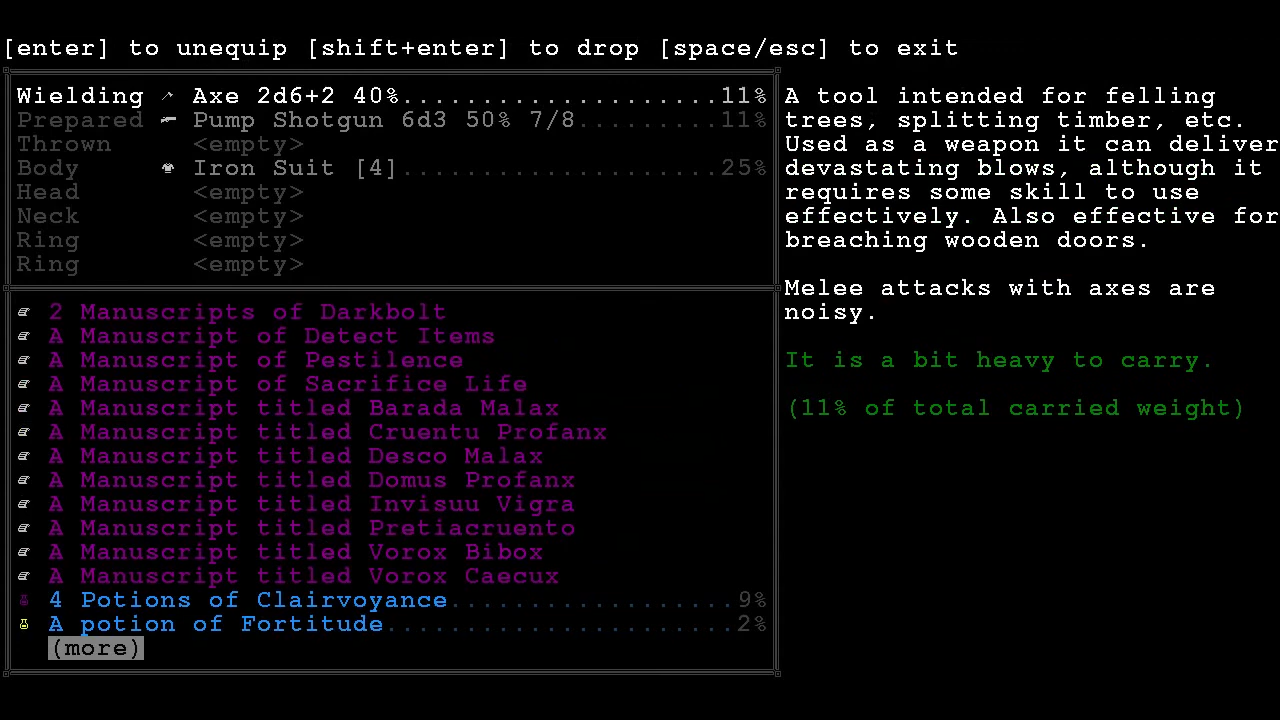 [enter] to unequip [shift+enter] to drop [space/esc] to exit
Wielding Axe 2d6+2 40%....................11%
Prepared Pump Shotgun 6d3 50% 7/8.........11%
Thrown <empty>
Body Iron Suit [4]....................25%
Head <empty>
Neck <empty>
Ring <empty>
Ring <empty>
2 Manuscripts of Darkbolt
A Manuscript of Detect Items
A Manuscript of Pestilence
A Manuscript of Sacrifice Life
A Manuscript titled Barada Malax
A Manuscript titled Cruentu Profanx
A Manuscript titled Desco Malax
A Manuscript titled Domus Profanx
A Manuscript titled Invisuu Vigra
A Manuscript titled Pretiacruento
A Manuscript titled Vorox Bibox
A Manuscript titled Vorox Caecux
4 Potions of Clairvoyance..................9%
A potion of Fortitude......................2%
(more)
A tool intended for felling
trees, splitting timber, etc.
Used as a weapon it can deliver
devastating blows, although it
requires some skill to use
effectively. Also effective for
breaching wooden doors.
Melee attacks with axes are
noisy.
It is a bit heavy to carry.
(11% of total carried weight)